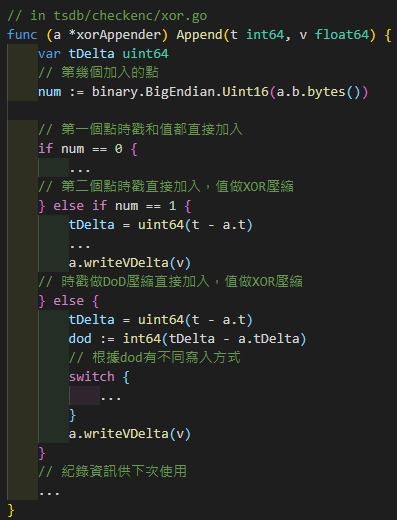 // in tsdb/checkenc/xor.go
func (a *xorAppender) Append(t int64, v float64) {
    var tDelta uint64
    // 第幾個加入的點
    num := binary.BigEndian.Uint16(a.b.bytes())

    // 第一個點時戳和值都直接加入
    if num == 0 {
        ...
    // 第二個點時戳直接加入，值做XOR壓縮
    } else if num == 1 {
        tDelta = uint64(t - a.t)
        ...
        a.writeVDelta(v)
    // 時戳做DoD壓縮直接加入，值做XOR壓縮
    } else {
        tDelta = uint64(t - a.t)
        dod := int64(tDelta - a.tDelta)
        // 根據dod有不同寫入方式
        switch {
            ...
        }
        a.writeVDelta(v)
    }
    // 紀錄資訊供下次使用
    ...
}